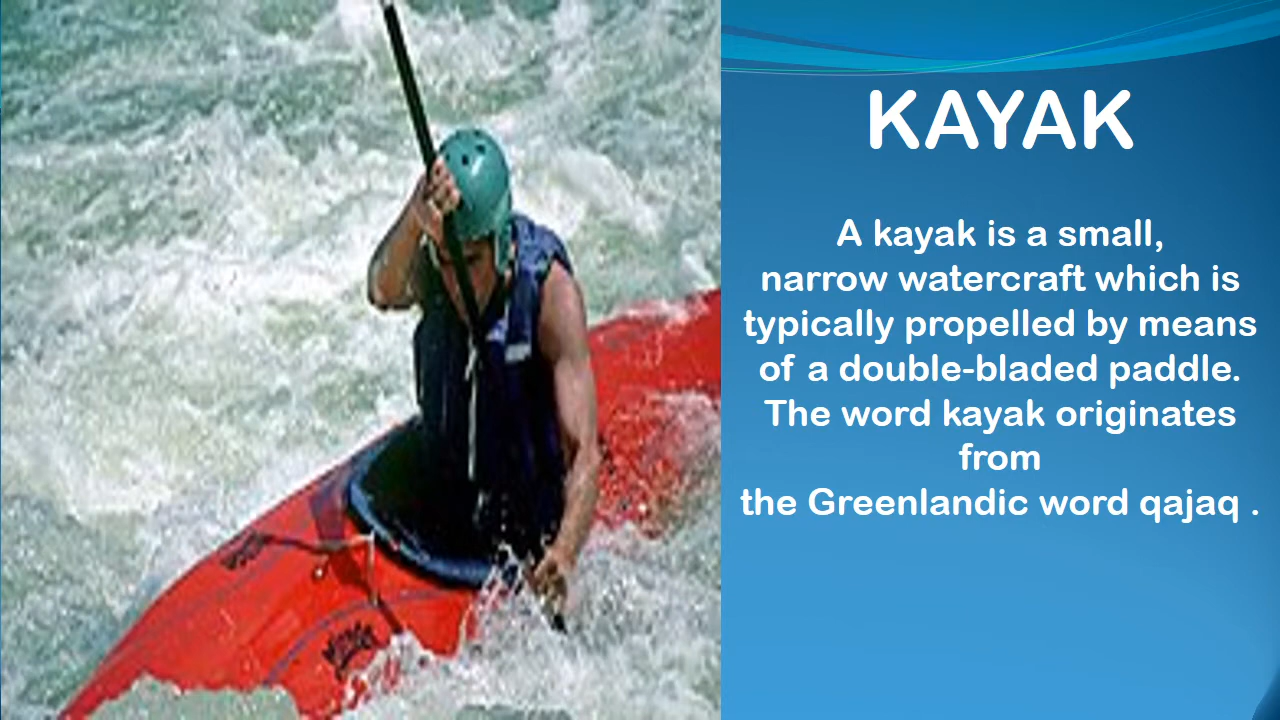 KAYAK
A kayak is a small,
narrow watercraft which is
typically propelled by means
of a double-bladed paddle.
The word kayak originates
from
the Greenlandic word qajaq .